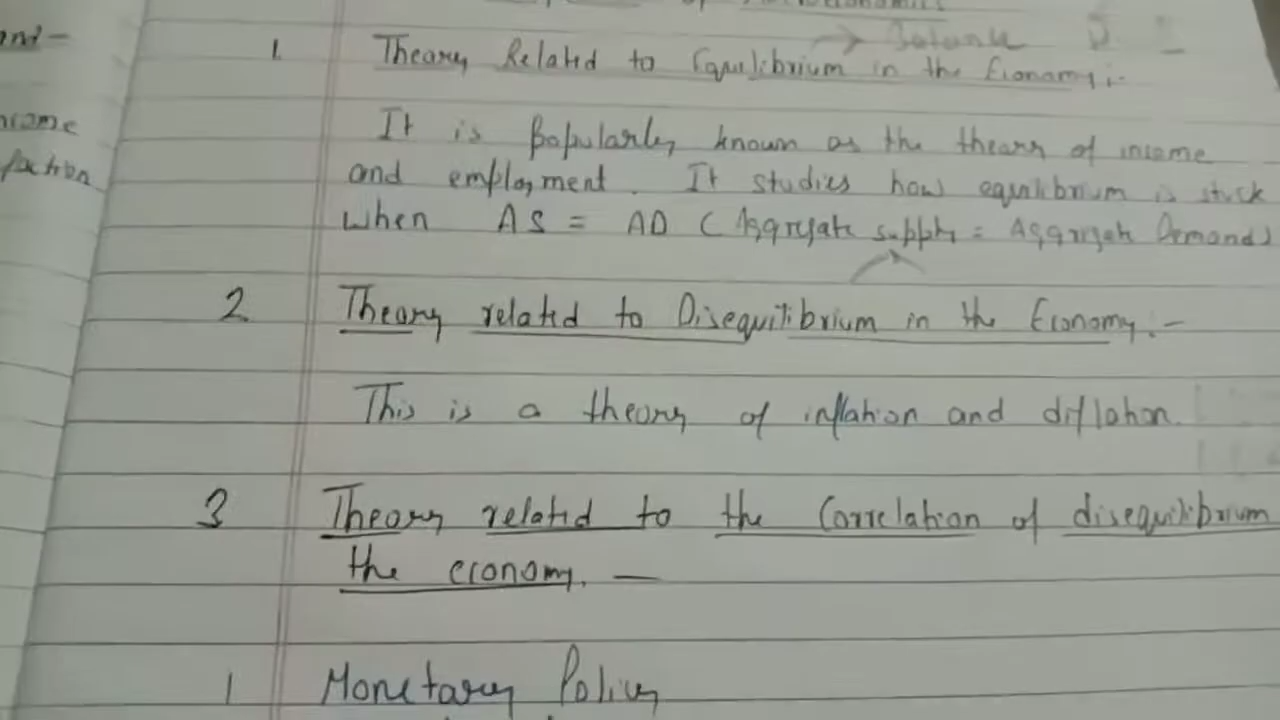 and-
1. Theory Related to Equilibrium in the Economy:-
It is popularly known as the theory of income
and employment. It studies how equilibrium is stuck
when AS = AD (Aggregate supply = Aggregate Demand)
2 Theory related to Disequilibrium in the Economy:-
This is a theory of inflation and diflation.
3 Theory related to the Correlation of disequilibrium
the economy. —
1 Monetary Policy